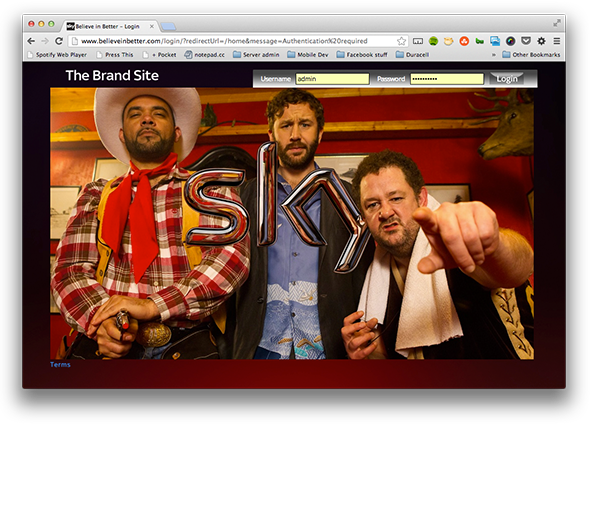 sky Believe in Better – Login
www.believeinbetter.com/login/?redirectUrl=/home&message=Authentication%20required
Spotify Web Player Press This + Pocket notepad.cc Server admin Mobile Dev Facebook stuff Duracell » Other Bookmarks
The Brand Site
Username admin Password •••••••••• Login
sky
Terms